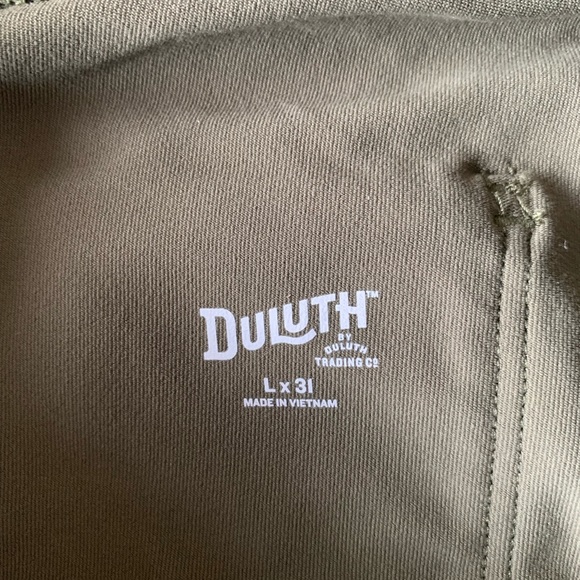 DULUTH™
BY
DULUTH
TRADING Cº
L x 31
MADE IN VIETNAM